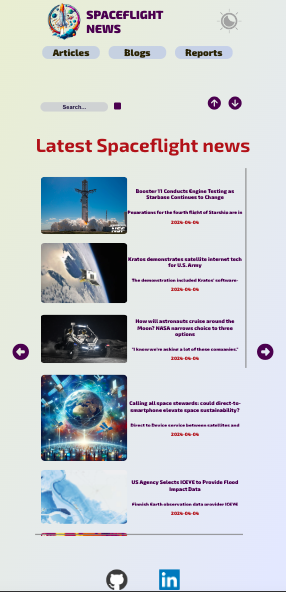 SPACEFLIGHT
NEWS
Articles
Blogs
Reports
Search...
Latest Spaceflight news
Booster 11 Conducts Engine Testing as
Starbase Continues to Change
Preparations for the fourth flight of Starship are in
2024-04-04
Kratos demonstrates satellite internet tech
for U.S. Army
The demonstration included Kratos' software-
2024-04-04
How will astronauts cruise around the
Moon? NASA narrows choice to three
options
"I know we're asking a lot of these companies."
2024-04-04
Calling all space stewards: could direct-to-
smartphone elevate space sustainability?
Direct to Device service between satellites and
2024-04-04
US Agency Selects ICEYE to Provide Flood
Impact Data
Finnish Earth observation data provider ICEYE
2024-04-04